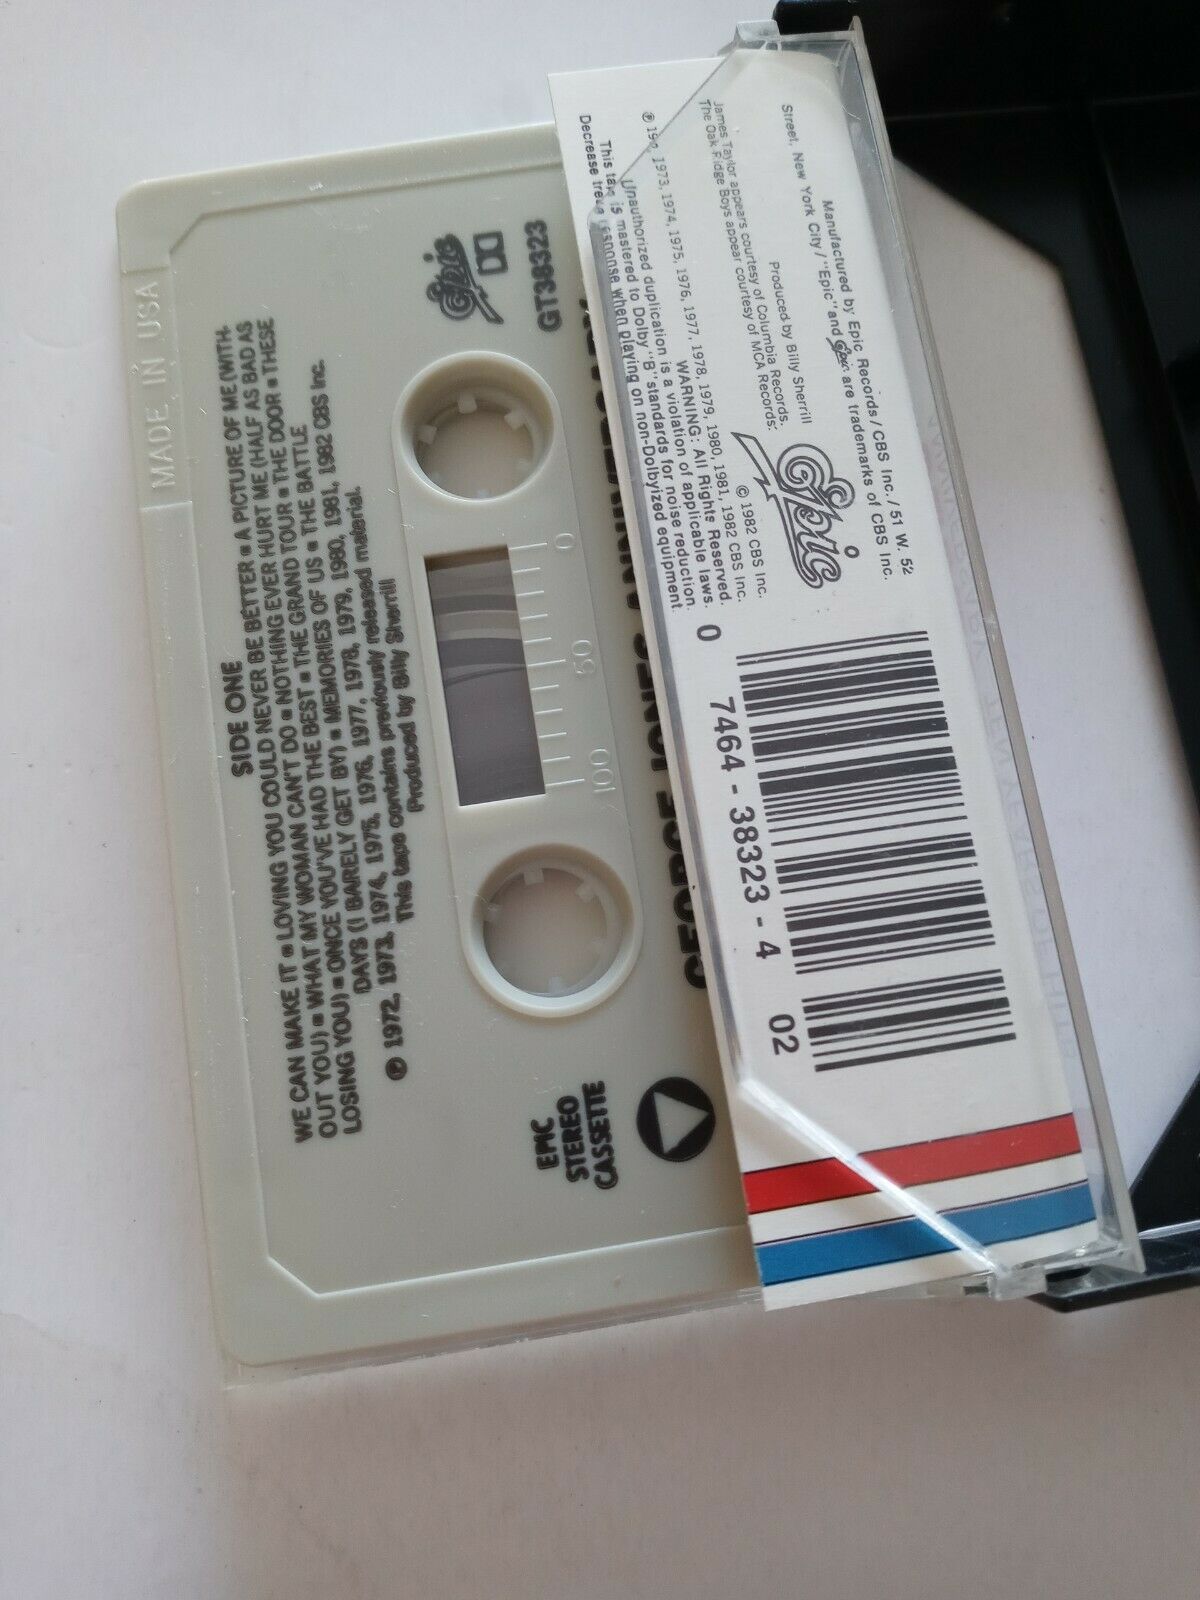 MADE IN USA
SIDE ONE
WE CAN MAKE IT ■ LOVING YOU COULD NEVER BE BETTER ■ A PICTURE OF ME (WITH-
OUT YOU) ■ WHAT MY WOMAN CAN'T DO ■ NOTHING EVER HURT ME (HALF AS BAD AS
LOSING YOU) ■ ONCE YOU'VE HAD THE BEST ■ THE GRAND TOUR ■ THE DOOR ■ THESE
DAYS (I BARELY GET BY) ■ MEMORIES OF US ■ THE BATTLE
℗ 1972, 1973, 1974, 1975, 1976, 1977, 1978, 1979, 1980, 1981, 1982 CBS Inc.
This tape contains previously released material.
Produced by Billy Sherrill
Epic
GT38323
0 50 100
EPIC
STEREO
CASSETTE
GEORGE JONES ANNIVERSARY
Manufactured by Epic Records / CBS Inc. / 51 W. 52
Street, New York City / "Epic" and Epic are trademarks of CBS Inc.
Epic
Produced by Billy Sherrill
James Taylor appears courtesy of Columbia Records.
The Oak Ridge Boys appear courtesy of MCA Records.
© 1982 CBS Inc.
1973, 1974, 1975, 1976, 1977, 1978, 1979, 1980, 1981, 1982 CBS Inc.
WARNING: All Rights Reserved.
Unauthorized duplication is a violation of applicable laws.
This tape is mastered to Dolby "B" standards for noise reduction.
Decrease treble response when playing on non-Dolbyized equipment.
0 7464-38323-4 02